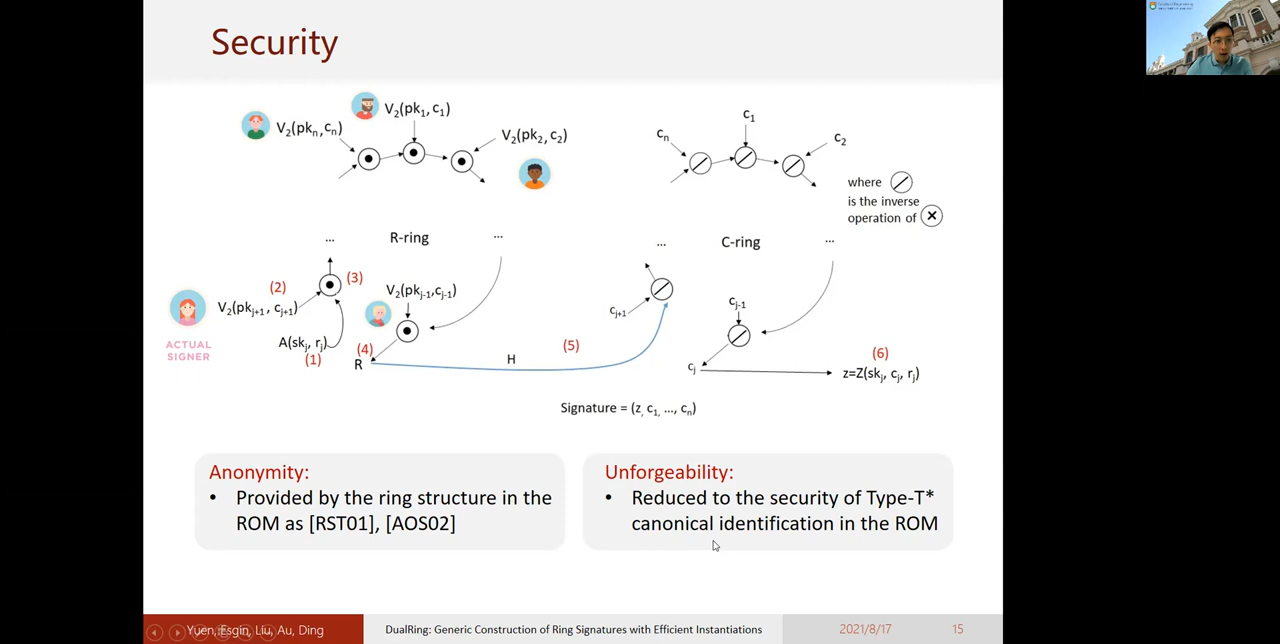 Security
V₂(pkₙ, cₙ)
V₂(pk₁, c₁)
V₂(pk₂, c₂)
cₙ
c₁
c₂
where
is the inverse
operation of
...
R-ring
...
...
C-ring
...
(2)
(3)
V₂(pkⱼ₊₁, cⱼ₊₁)
V₂(pkⱼ₋₁,cⱼ₋₁)
ACTUAL
SIGNER
A(skⱼ, rⱼ)
(1)
(4)
R
H
(5)
cⱼ₊₁
cⱼ₋₁
cⱼ
(6)
z=Z(skⱼ, cⱼ, rⱼ)
Signature = (z, c₁, ..., cₙ)
Anonymity:
• Provided by the ring structure in the
ROM as [RST01], [AOS02]
Unforgeability:
• Reduced to the security of Type-T*
canonical identification in the ROM
Yuen, Esgin, Liu, Au, Ding
DualRing: Generic Construction of Ring Signatures with Efficient Instantiations
2021/8/17
15